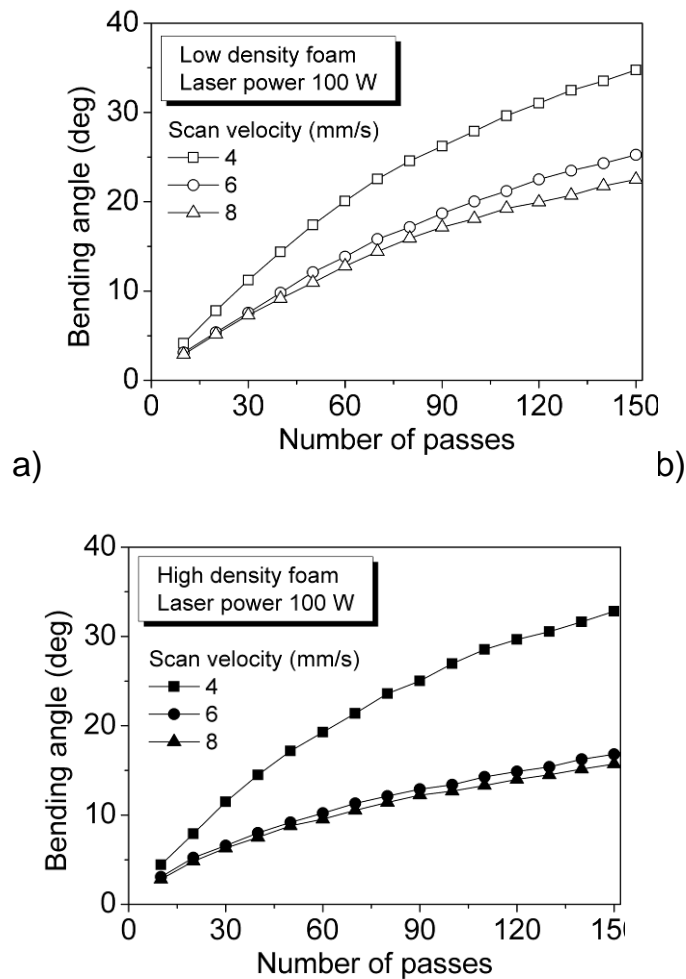 40
30
20
10
0
Bending angle (deg)
Low density foam
Laser power 100 W
Scan velocity (mm/s)
4
6
8
0 30 60 90 120 150
Number of passes
a)
b)
40
30
20
10
0
Bending angle (deg)
High density foam
Laser power 100 W
Scan velocity (mm/s)
4
6
8
0 30 60 90 120 150
Number of passes